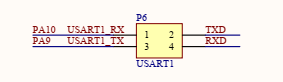 P6
PA10 USART1_RX 1 2 TXD
PA9 USART1_TX 3 4 RXD
USART1